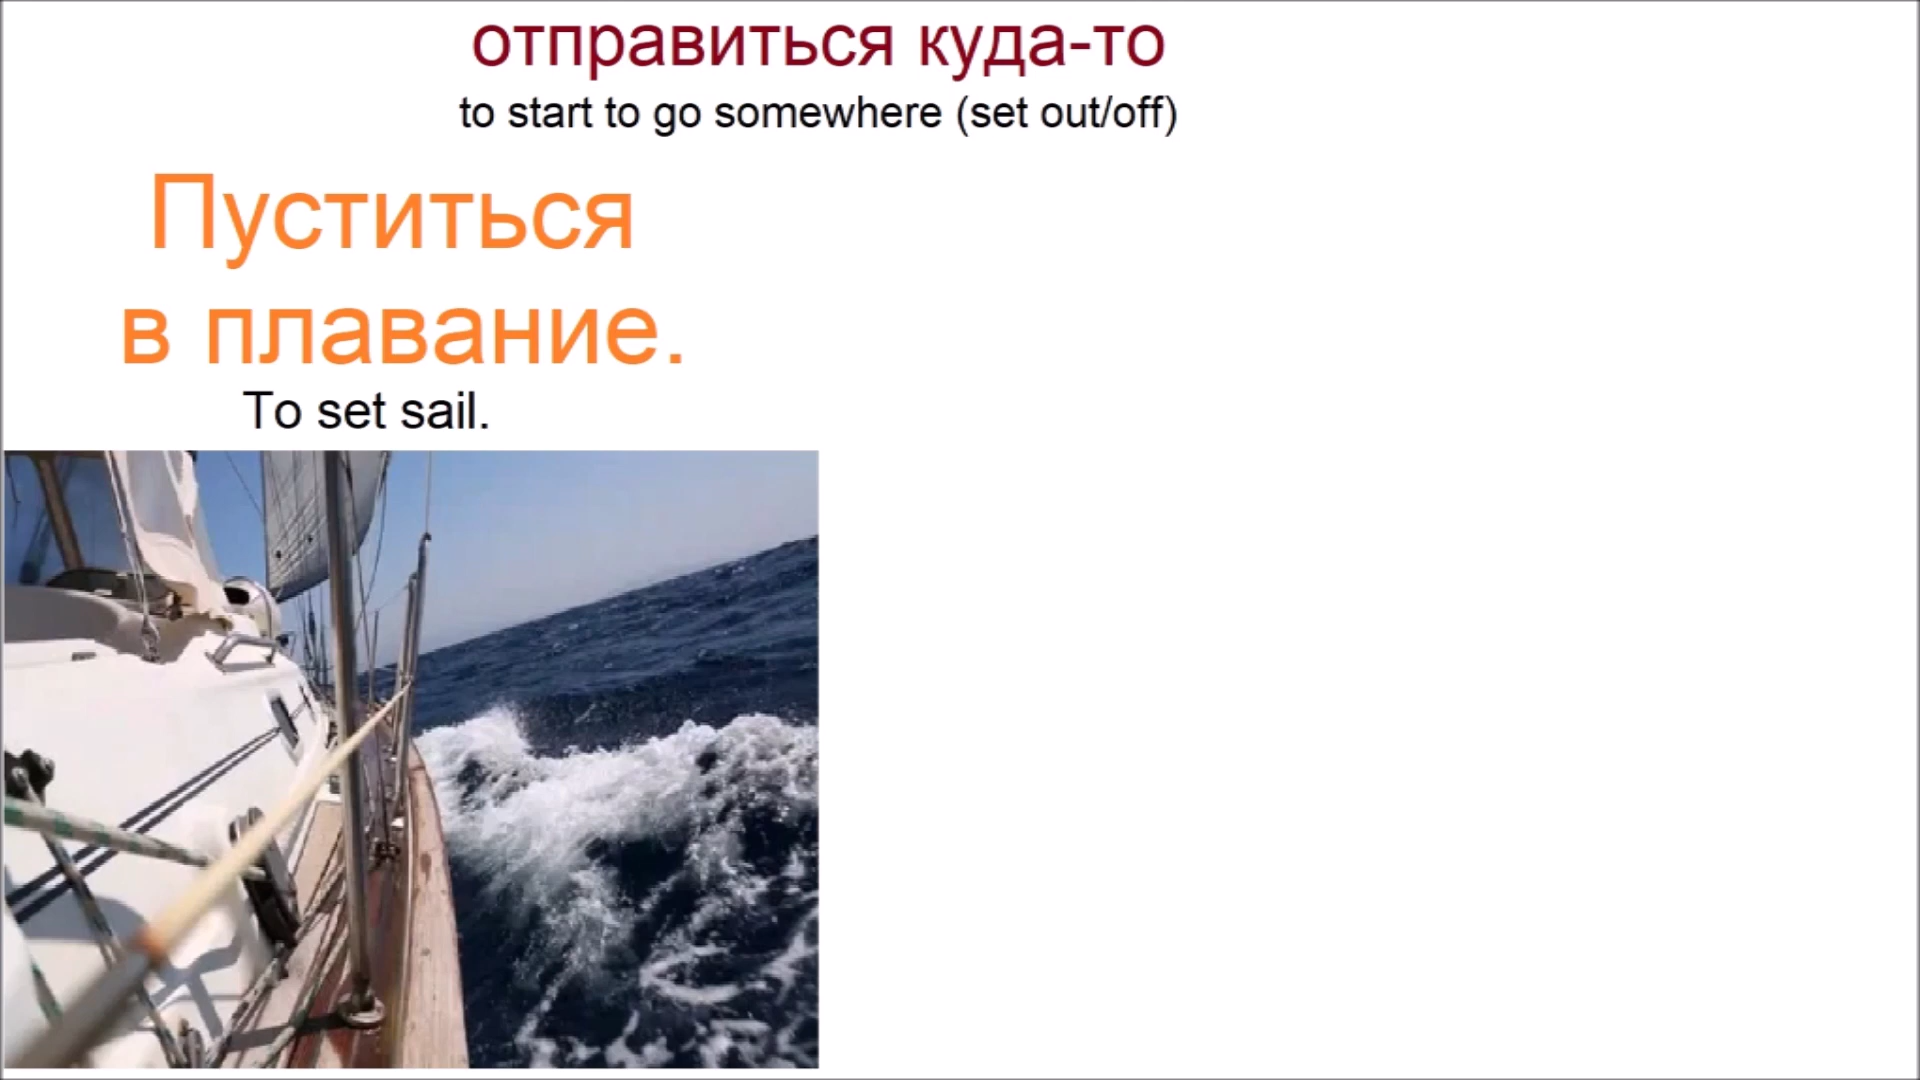 отправиться куда-то
to start to go somewhere (set out/off)
Пуститься
в плавание.
To set sail.